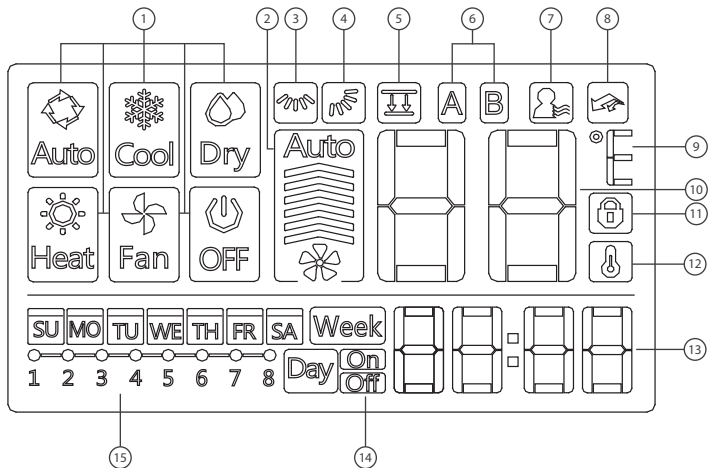 1 2 3 4 5 6 7 8
Auto Cool Dry Auto A B
9
10
Heat Fan OFF 11
12
SU MO TU WE TH FR SA Week 88:88 13
Day On
Off
1 2 3 4 5 6 7 8
15 14